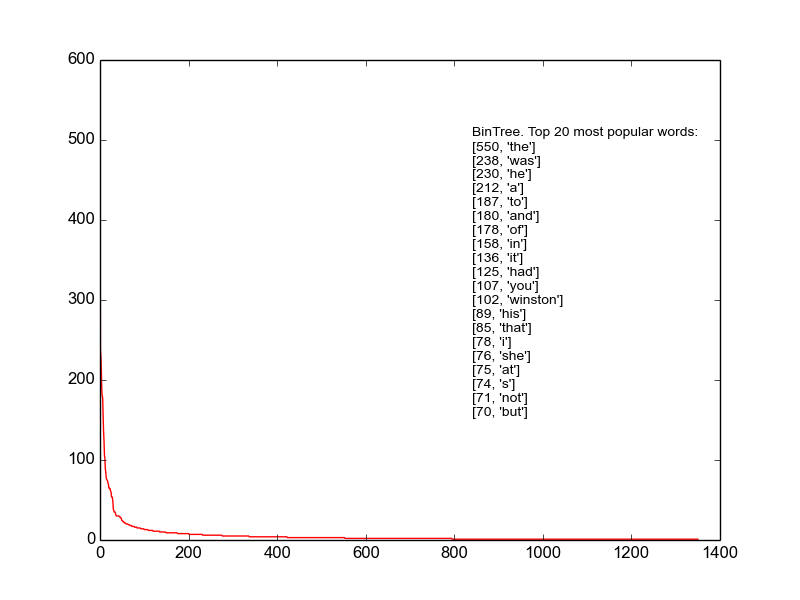 600
500
400
300
200
100
0
BinTree. Top 20 most popular words:
[550, 'the']
[238, 'was']
[230, 'he']
[212, 'a']
[187, 'to']
[180, 'and']
[178, 'of']
[158, 'in']
[136, 'it']
[125, 'had']
[107, 'you']
[102, 'winston']
[89, 'his']
[85, 'that']
[78, 'i']
[76, 'she']
[75, 'at']
[74, 's']
[71, 'not']
[70, 'but']
0 200 400 600 800 1000 1200 1400